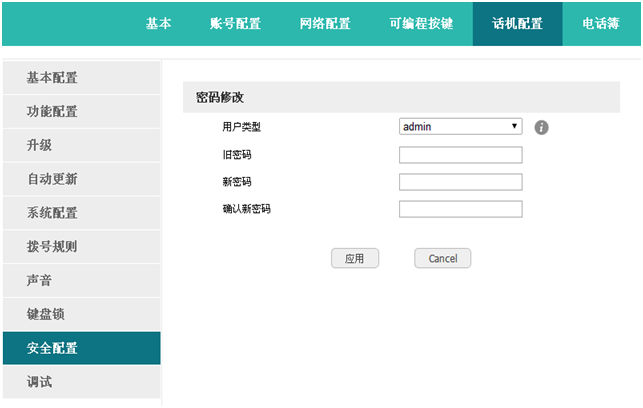 基本 账号配置 网络配置 可编程按键 话机配置 电话簿
基本配置
功能配置
升级
自动更新
系统配置
拨号规则
声音
键盘锁
安全配置
调试
密码修改
用户类型 admin
旧密码
新密码
确认新密码
应用 Cancel